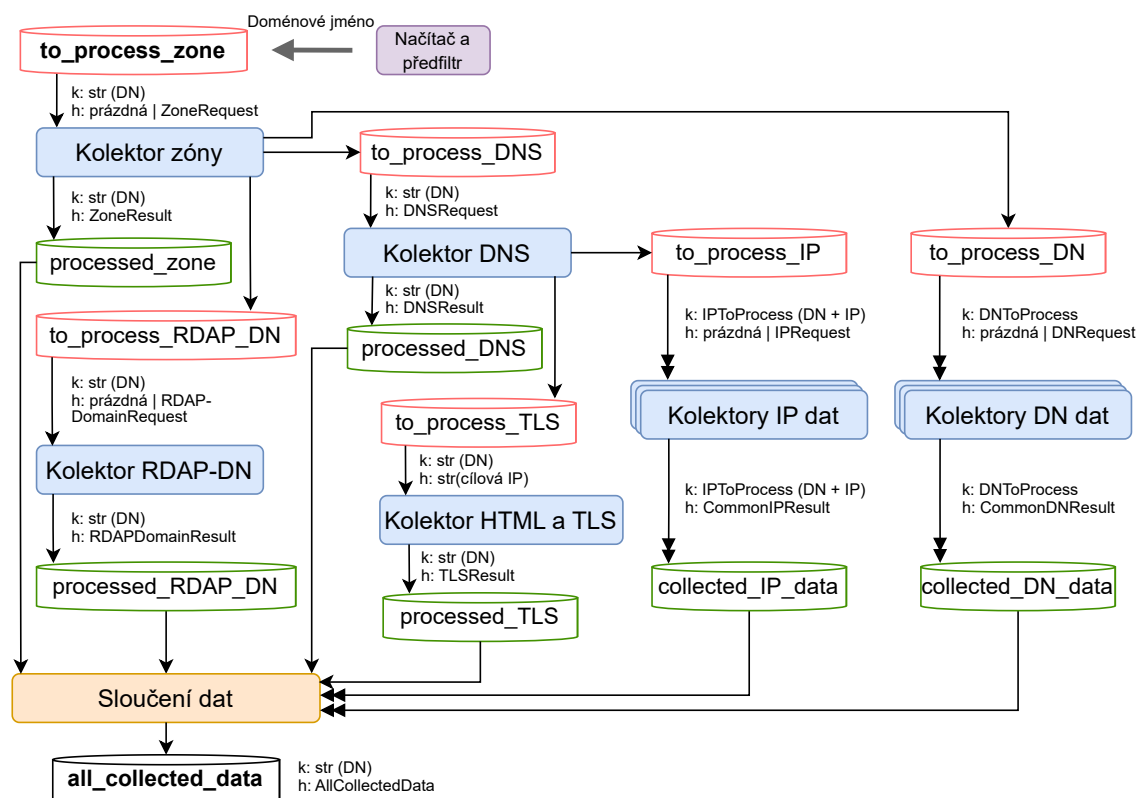 Doménové jméno
to_process_zone
Načítač a
předfiltr
k: str (DN)
h: prázdná | ZoneRequest
Kolektor zóny
to_process_DNS
k: str (DN)
h: ZoneResult
k: str (DN)
h: DNSRequest
processed_zone
Kolektor DNS
to_process_IP
to_process_DN
k: str (DN)
h: DNSResult
to_process_RDAP_DN
processed_DNS
k: IPToProcess (DN + IP)
h: prázdná | IPRequest
k: DNToProcess
h: prázdná | DNRequest
k: str (DN)
h: prázdná | RDAP-
DomainRequest
to_process_TLS
Kolektory IP dat
Kolektory DN dat
k: str (DN)
h: str(cílová IP)
Kolektor RDAP-DN
k: IPToProcess (DN + IP)
h: CommonIPResult
k: DNToProcess
h: CommonDNResult
Kolektor HTML a TLS
k: str (DN)
h: RDAPDomainResult
k: str (DN)
h: TLSResult
processed_RDAP_DN
collected_IP_data
collected_DN_data
processed_TLS
Sloučení dat
all_collected_data
k: str (DN)
h: AllCollectedData